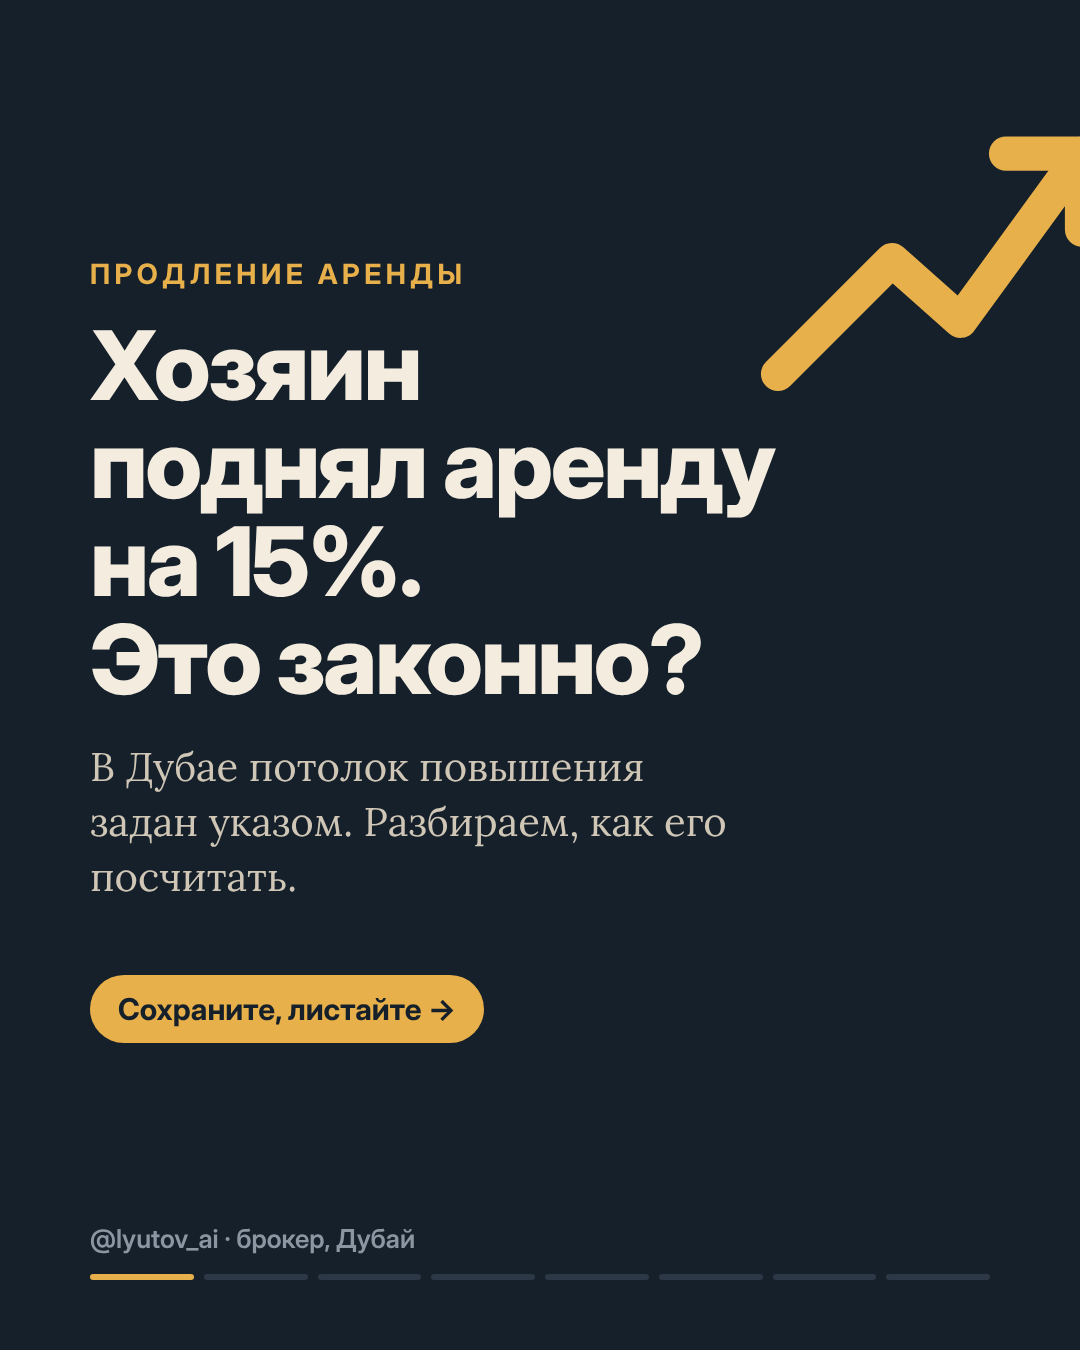 ПРОДЛЕНИЕ АРЕНДЫ
Хозяин
поднял аренду
на 15%.
Это законно?
В Дубае потолок повышения
задан указом. Разбираем, как его
посчитать.
Сохраните, листайте →
@lyutov_ai · брокер, Дубай